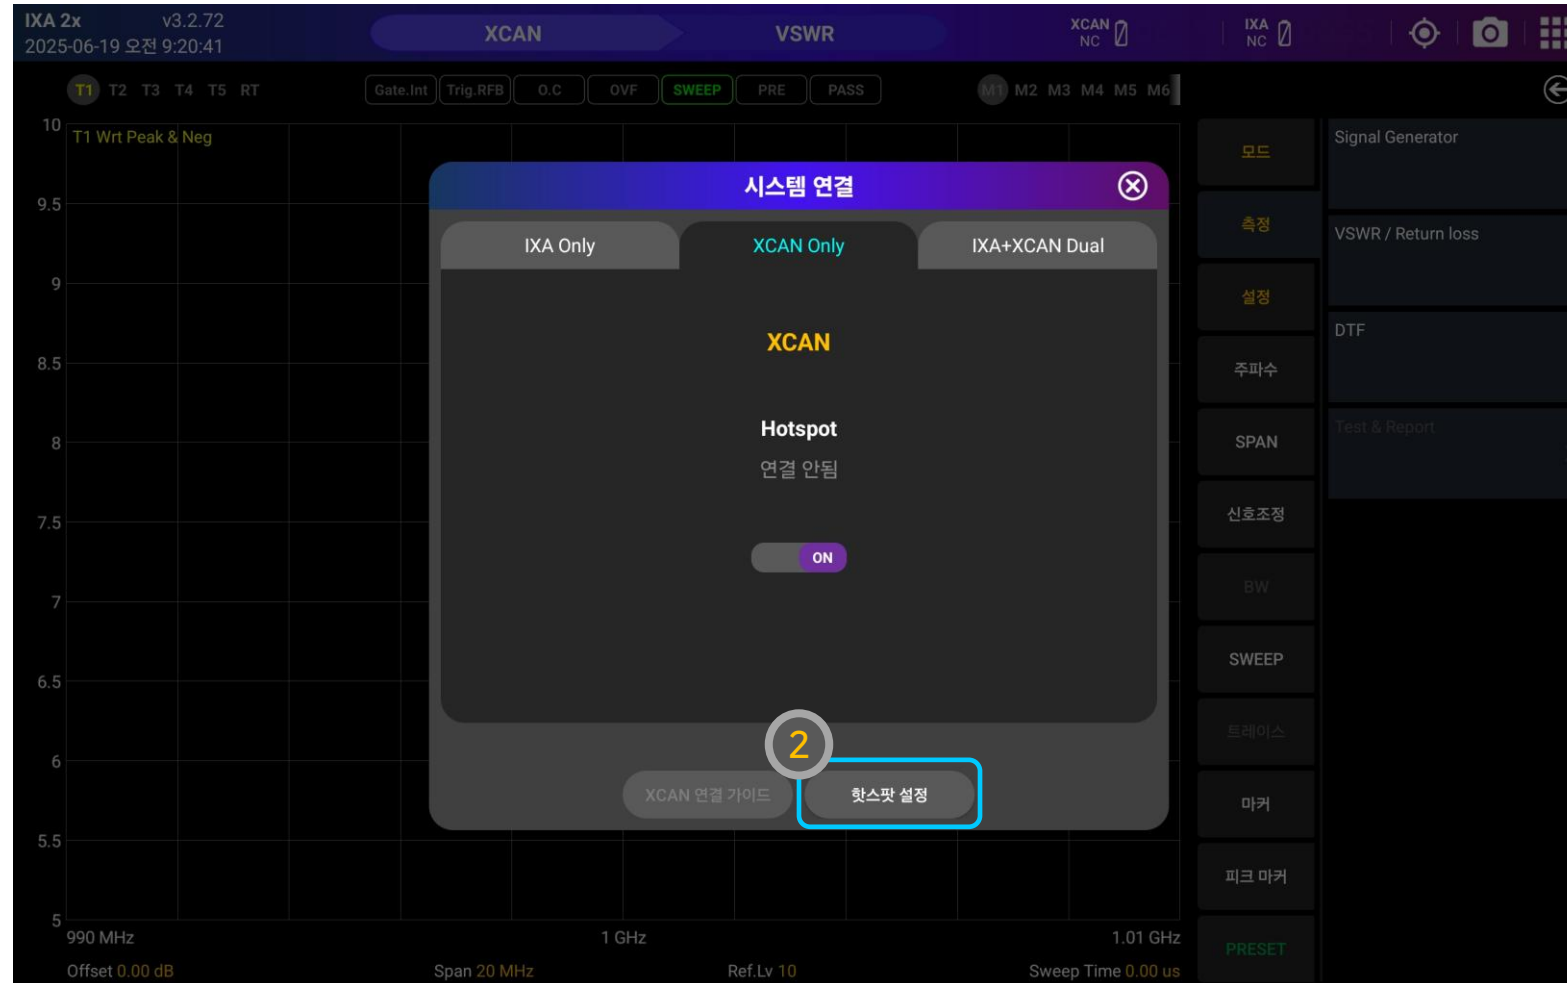 IXA 2x v3.2.72
2025-06-19 오전 9:20:41
XCAN
VSWR
XCAN
NC
IXA
NC
T1 T2 T3 T4 T5 RT
Gate.Int Trig.RFB O.C OVF SWEEP PRE PASS
M1 M2 M3 M4 M5 M6
T1 Wrt Peak & Neg
10
9.5
9
8.5
8
7.5
7
6.5
6
5.5
5
990 MHz 1 GHz 1.01 GHz
Offset 0.00 dB Span 20 MHz Ref.Lv 10 Sweep Time 0.00 us
시스템 연결
IXA Only XCAN Only IXA+XCAN Dual
XCAN
Hotspot
연결 안됨
ON
2
XCAN 연결 가이드 핫스팟 설정
모드
측정
설정
주파수
SPAN
신호조정
BW
SWEEP
트레이스
마커
피크 마커
PRESET
Signal Generator
VSWR / Return loss
DTF
Test & Report